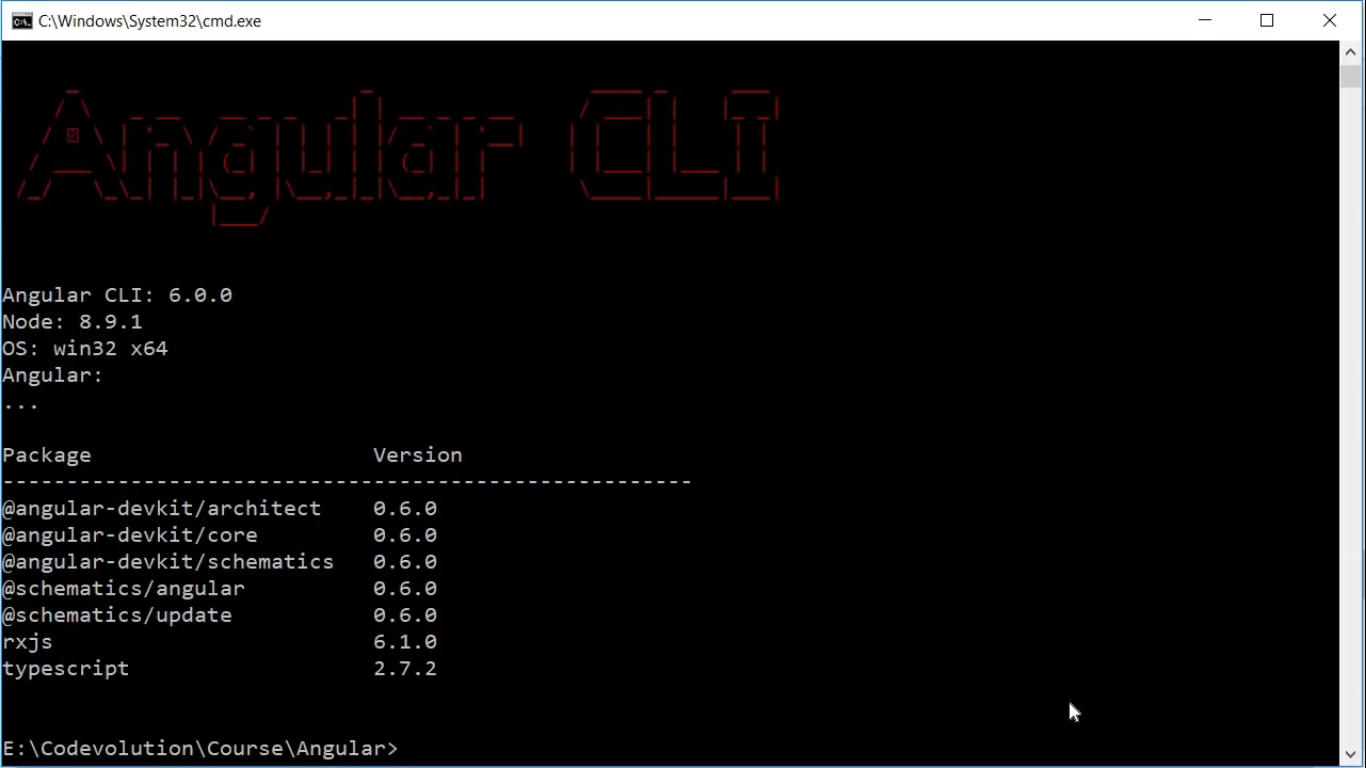 C:\Windows\System32\cmd.exe
Angular CLI
Angular CLI: 6.0.0
Node: 8.9.1
OS: win32 x64
Angular:
...
Package Version
------------------------------------------------------
@angular-devkit/architect 0.6.0
@angular-devkit/core 0.6.0
@angular-devkit/schematics 0.6.0
@schematics/angular 0.6.0
@schematics/update 0.6.0
rxjs 6.1.0
typescript 2.7.2
E:\Codevolution\Course\Angular>